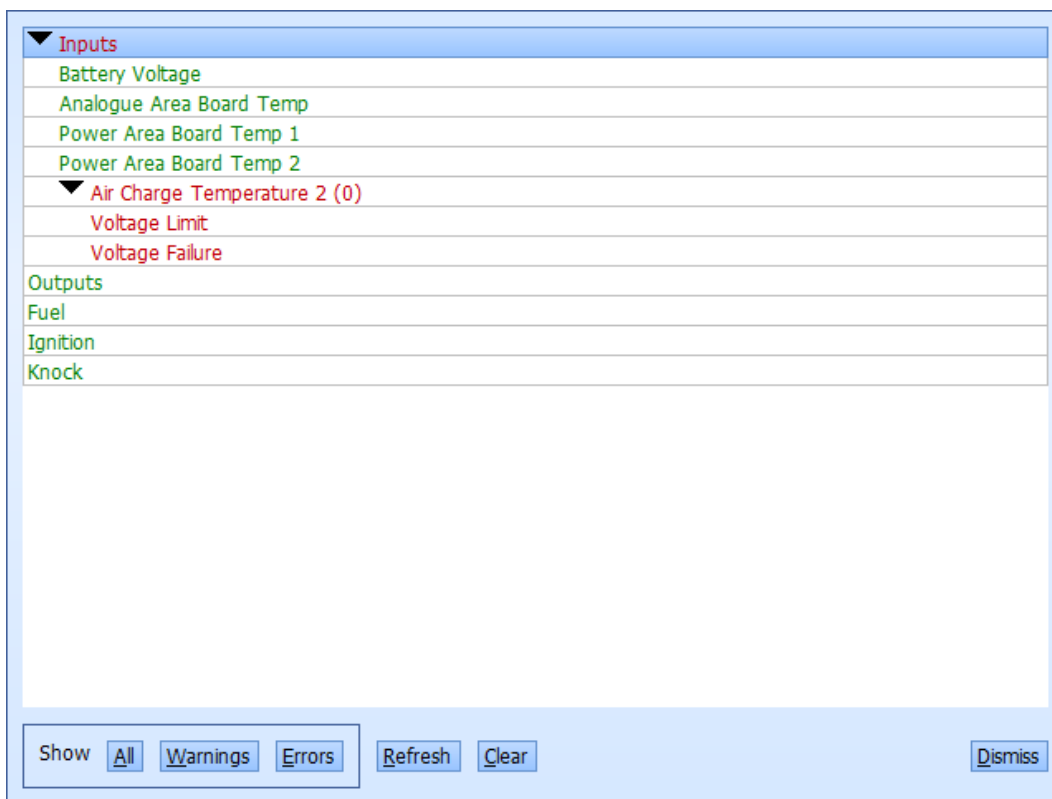 Inputs
Battery Voltage
Analogue Area Board Temp
Power Area Board Temp 1
Power Area Board Temp 2
Air Charge Temperature 2 (0)
Voltage Limit
Voltage Failure
Outputs
Fuel
Ignition
Knock
Show All Warnings Errors Refresh Clear Dismiss